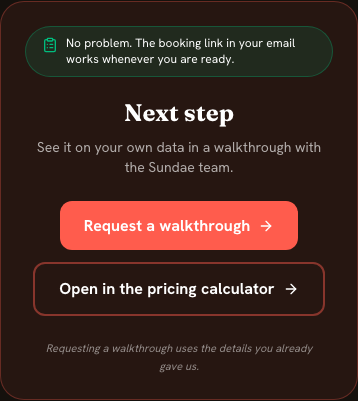 No problem. The booking link in your email
works whenever you are ready.
Next step
See it on your own data in a walkthrough with
the Sundae team.
Request a walkthrough →
Open in the pricing calculator →
Requesting a walkthrough uses the details you already
gave us.